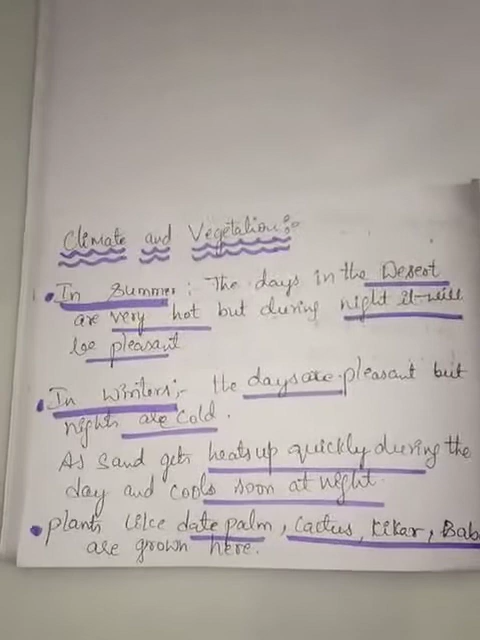 Climate and Vegetation:-
• In Summer: The days in the Desert
are very hot but during night it will
be pleasant
• In Winters:- the days are pleasant but
nights are cold.
As Sand gets heats up quickly during the
day and cools soon at night.
• plants like date palm, Cactus, Kikar, Bab
are grown here.